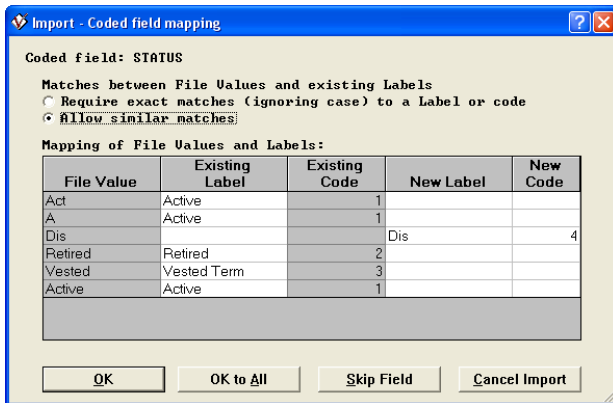 Import - Coded field mapping
Coded field: STATUS
Matches between File Values and existing Labels
Require exact matches (ignoring case) to a Label or code
Allow similar matches
Mapping of File Values and Labels:
File Value Existing Label Existing Code New Label New Code
Act Active 1
A Active 1
Dis Dis 4
Retired Retired 2
Vested Vested Term 3
Active Active 1
OK OK to All Skip Field Cancel Import